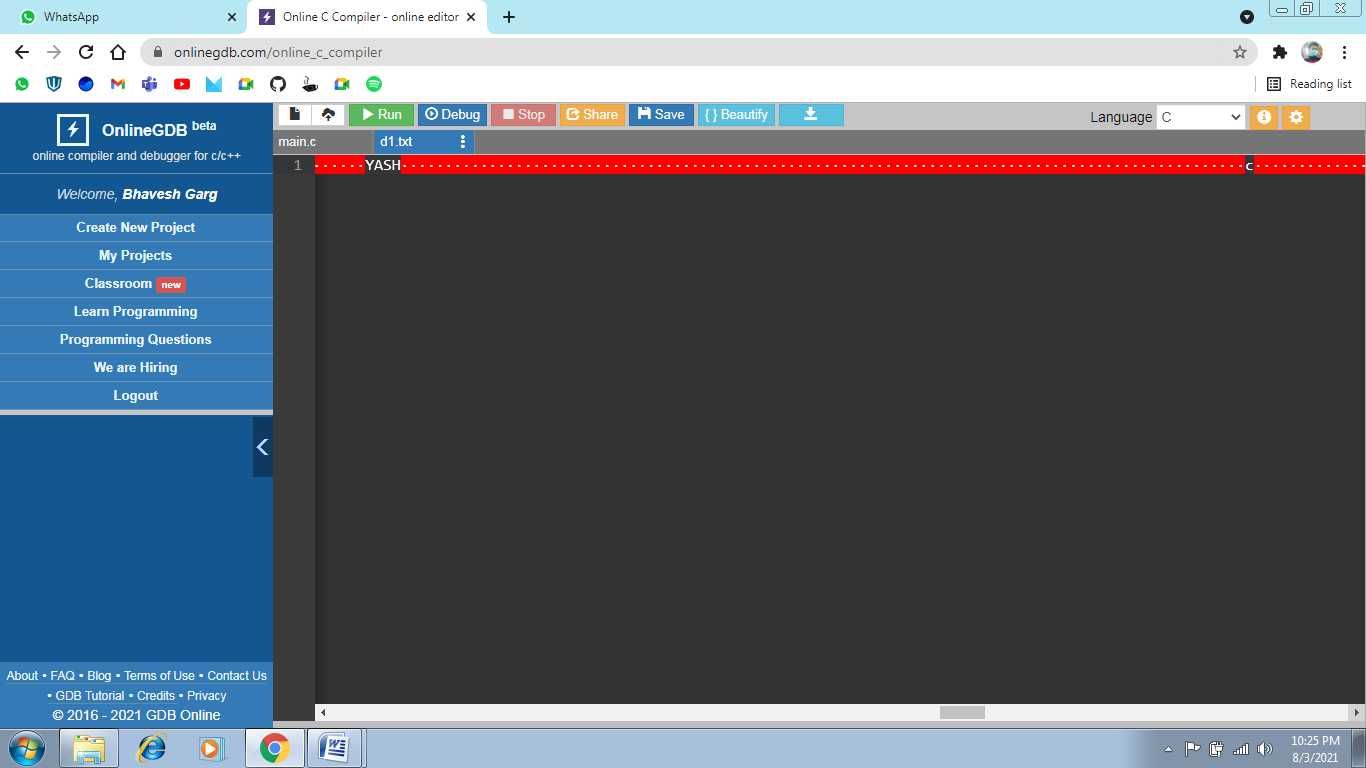 WhatsApp
Online C Compiler - online editor
onlinegdb.com/online_c_compiler
Reading list
OnlineGDB beta
online compiler and debugger for c/c++
Welcome, Bhavesh Garg
Create New Project
My Projects
Classroom new
Learn Programming
Programming Questions
We are Hiring
Logout
About • FAQ • Blog • Terms of Use • Contact Us
• GDB Tutorial • Credits • Privacy
© 2016 - 2021 GDB Online
Run Debug Stop Share Save { } Beautify
Language C
main.c d1.txt
1 YASH c
10:25 PM
8/3/2021